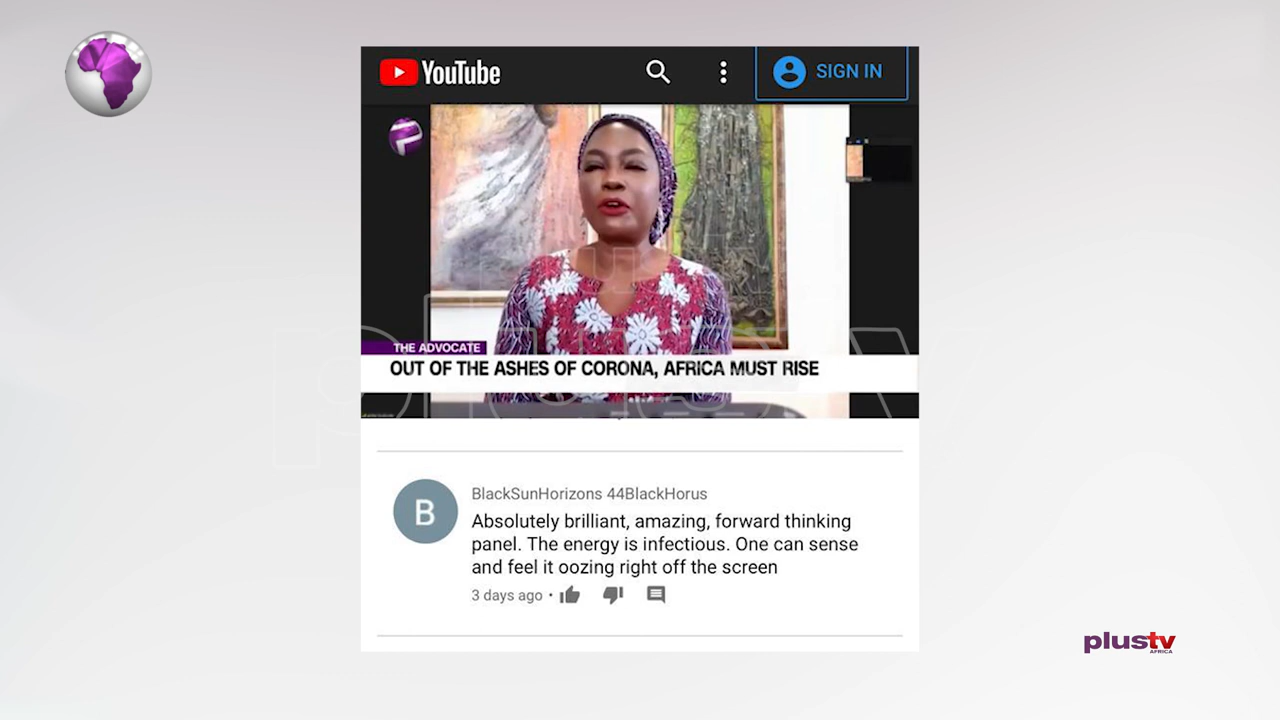 YouTube
SIGN IN
THE ADVOCATE
OUT OF THE ASHES OF CORONA, AFRICA MUST RISE
B
BlackSunHorizons 44BlackHorus
Absolutely brilliant, amazing, forward thinking
panel. The energy is infectious. One can sense
and feel it oozing right off the screen
3 days ago •
plustv
AFRICA